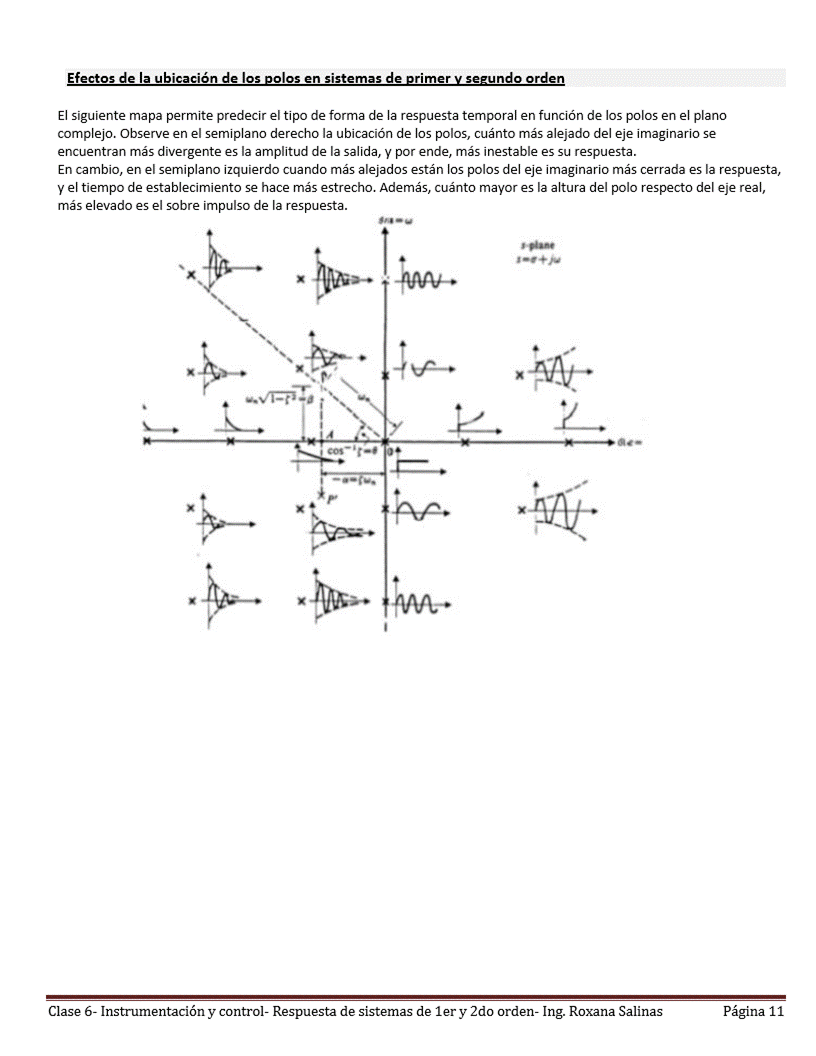 Efectos de la ubicación de los polos en sistemas de primer y segundo orden
El siguiente mapa permite predecir el tipo de forma de la respuesta temporal en función de los polos en el plano
complejo. Observe en el semiplano derecho la ubicación de los polos, cuánto más alejado del eje imaginario se
encuentran más divergente es la amplitud de la salida, y por ende, más inestable es su respuesta.
En cambio, en el semiplano izquierdo cuando más alejados están los polos del eje imaginario más cerrada es la respuesta,
y el tiempo de establecimiento se hace más estrecho. Además, cuánto mayor es la altura del polo respecto del eje real,
más elevado es el sobre impulso de la respuesta.
s-plane
s=σ+jω
ωₙ√1−ζ²=β
ωₙ
A
cos⁻¹ζ=θ
0
−α=ζωₙ
P'
Clase 6- Instrumentación y control- Respuesta de sistemas de 1er y 2do orden- Ing. Roxana Salinas Página 11